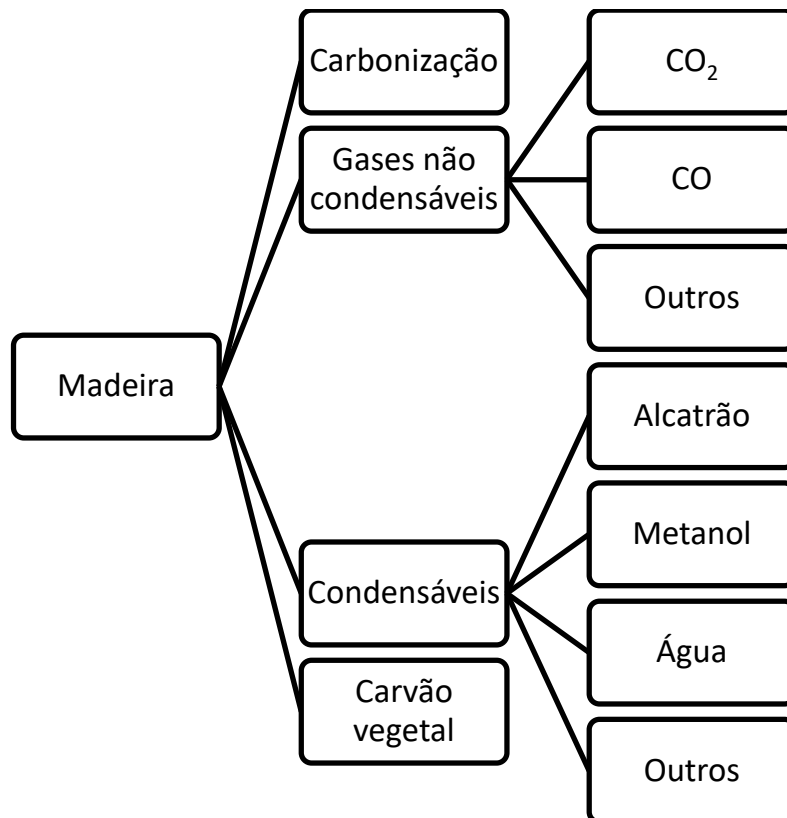 Madeira
Carbonização
Gases não
condensáveis
CO₂
CO
Outros
Condensáveis
Alcatrão
Metanol
Água
Outros
Carvão
vegetal